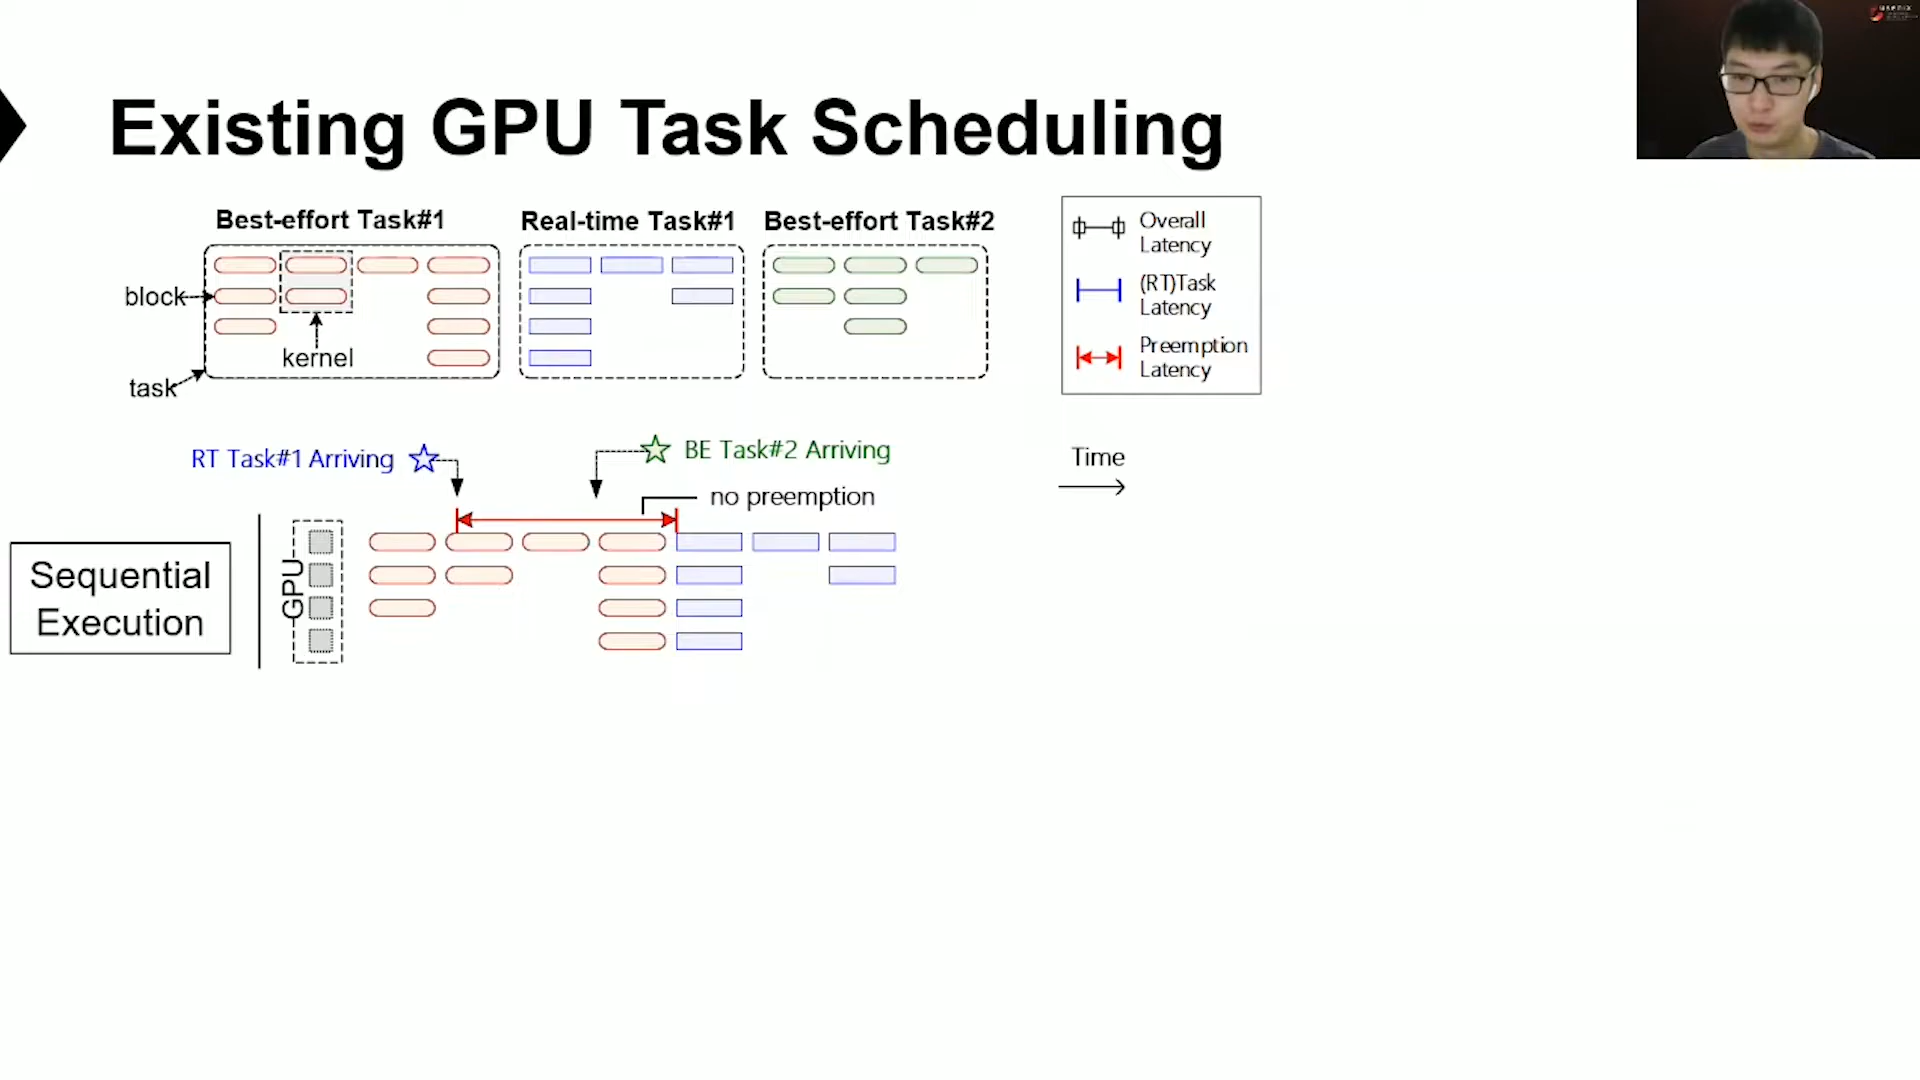 Existing GPU Task Scheduling
Best-effort Task#1
Real-time Task#1
Best-effort Task#2
block
kernel
task
Overall
Latency
(RT)Task
Latency
Preemption
Latency
RT Task#1 Arriving
BE Task#2 Arriving
no preemption
Time
Sequential
Execution
GPU
usenix